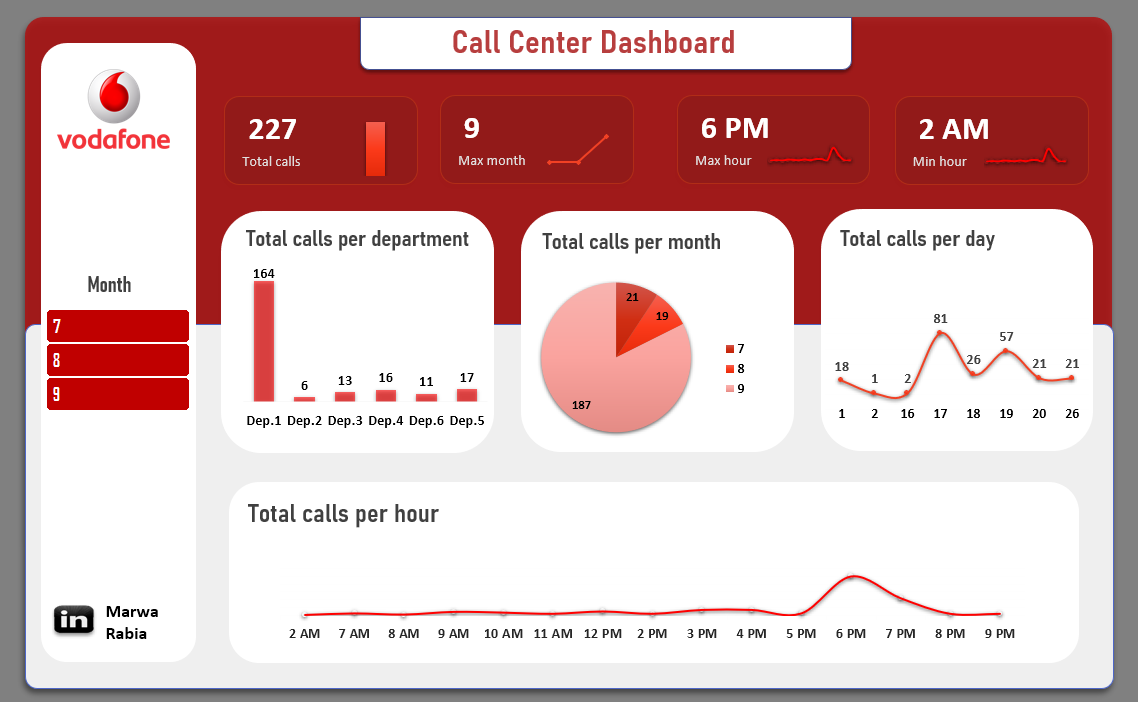 Call Center Dashboard
vodafone
227
Total calls
9
Max month
6 PM
Max hour
2 AM
Min hour
Month
7
8
9
Total calls per department
164
6
13
16
11
17
Dep.1 Dep.2 Dep.3 Dep.4 Dep.6 Dep.5
Total calls per month
21
19
187
7
8
9
Total calls per day
18
1
2
81
26
57
21
21
1 2 16 17 18 19 20 26
Total calls per hour
2 AM 7 AM 8 AM 9 AM 10 AM 11 AM 12 PM 2 PM 3 PM 4 PM 5 PM 6 PM 7 PM 8 PM 9 PM
in
Marwa
Rabia